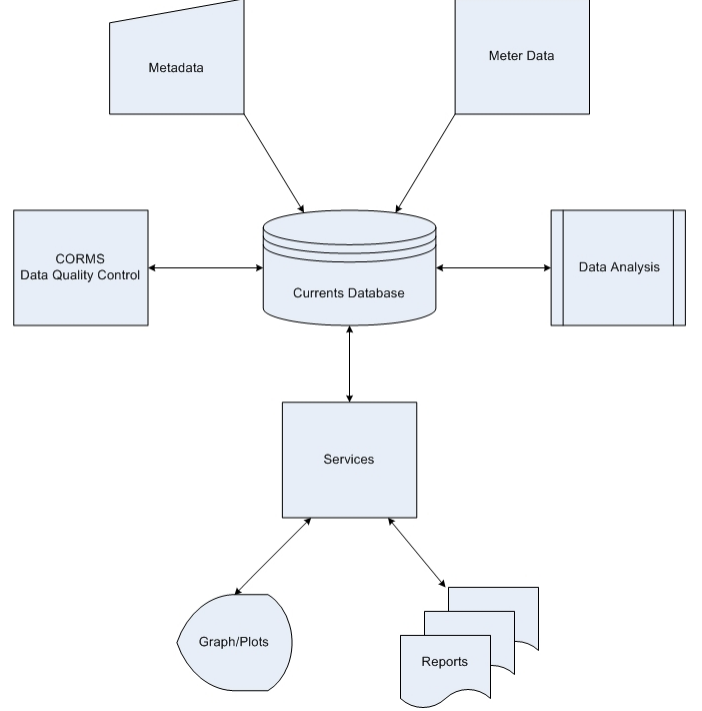 Metadata
Meter Data
CORMS
Data Quality Control
Currents Database
Data Analysis
Services
Graph/Plots
Reports